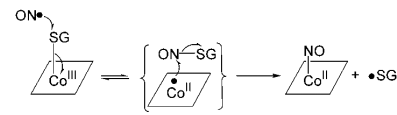 ON•
SG
Co^III
ON—SG
•
Co^II
NO
Co^II
+ •SG